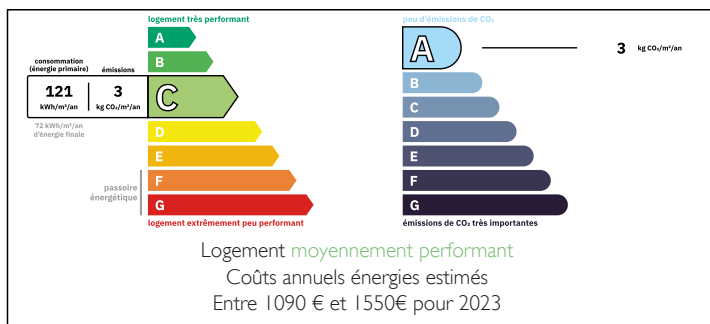 logement très performant
A
B
consommation
(énergie primaire)
émissions
121
kWh/m²/an
3
kg CO₂/m²/an
C
72 kWh/m²/an
d'énergie finale
D
E
F
G
passoire
énergétique
logement extrêmement peu performant
peu d'émissions de CO₂
A
3 kg CO₂/m²/an
B
C
D
E
F
G
émissions de CO₂ très importantes
Logement moyennement performant
Coûts annuels énergies estimés
Entre 1090 € et 1550€ pour 2023